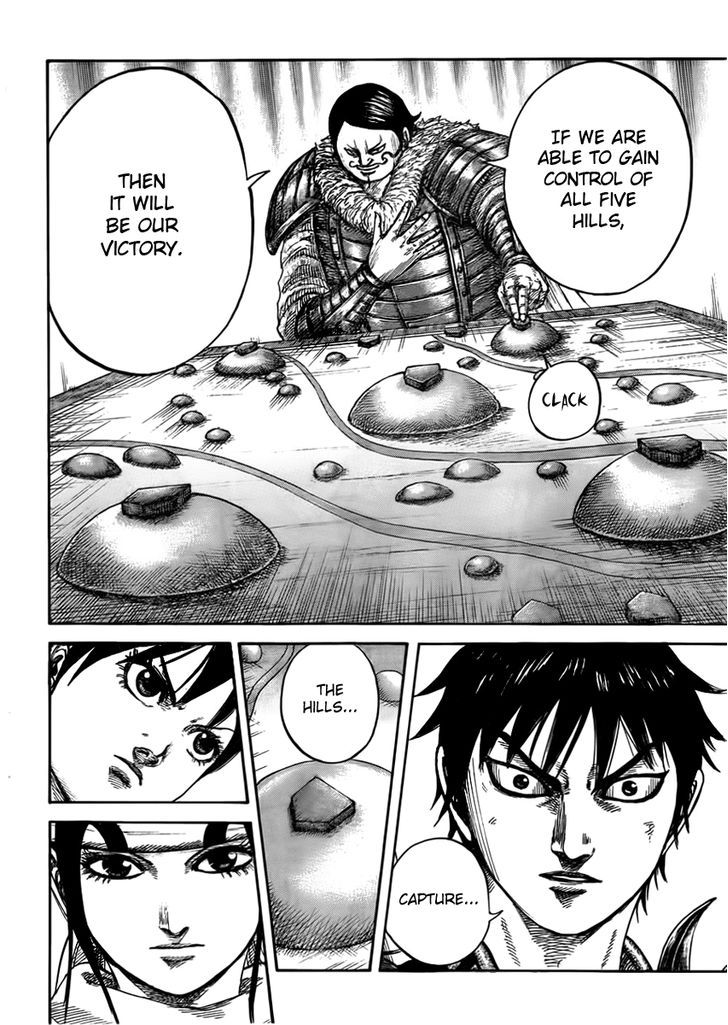 IF WE ARE
ABLE TO GAIN
CONTROL OF
ALL FIVE
HILLS,
THEN
IT WILL
BE OUR
VICTORY.
CLACK
THE
HILLS...
CAPTURE...